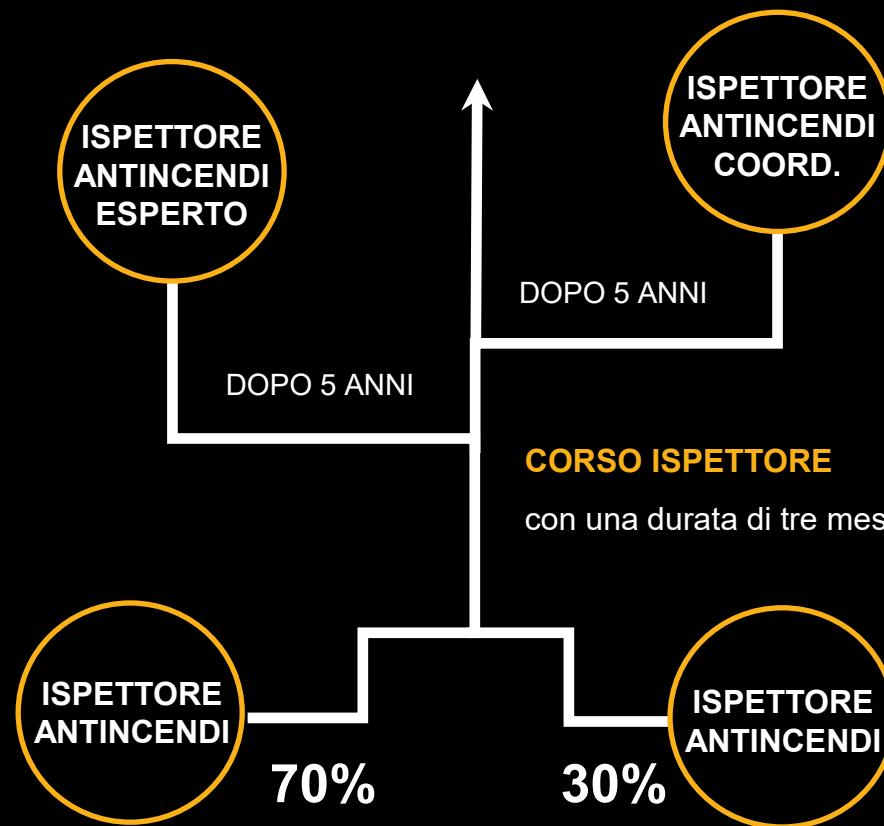 ISPETTORE
ANTINCENDI
COORD.
ISPETTORE
ANTINCENDI
ESPERTO
DOPO 5 ANNI
DOPO 5 ANNI
CORSO ISPETTORE
con una durata di tre mes
ISPETTORE
ANTINCENDI
70%
30%
ISPETTORE
ANTINCENDI